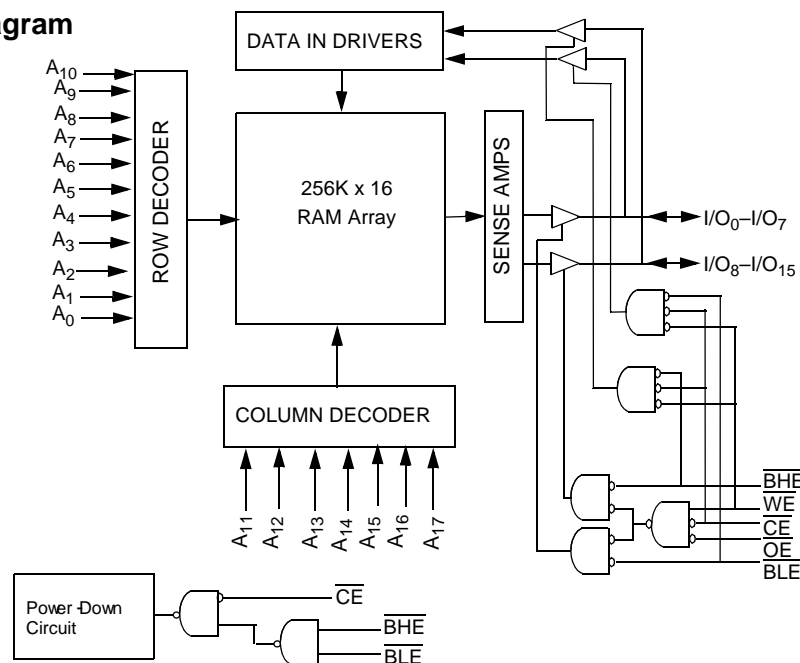 agram
DATA IN DRIVERS
A10
A9
A8
A7
A6
A5
A4
A3
A2
A1
A0
ROW DECODER
256K x 16
RAM Array
SENSE AMPS
I/O0–I/O7
I/O8–I/O15
COLUMN DECODER
A11
A12
A13
A14
A15
A16
A17
BHE
WE
CE
OE
BLE
Power-Down
Circuit
CE
BHE
BLE